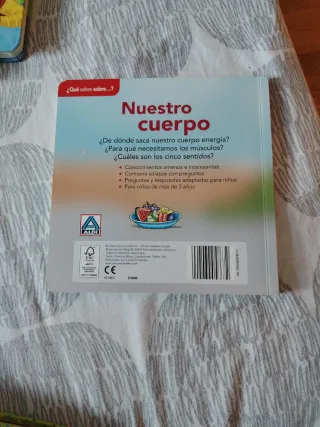 ¿Qué sabes sobre...?
Nuestro
cuerpo
¿De dónde saca nuestro cuerpo energía?
¿Para qué necesitamos los músculos?
¿Cuáles son los cinco sentidos?
• Conocimientos amenos e interesantes
• Contiene solapas con preguntas
• Preguntas y respuestas adaptadas para niños
• Para niños de más de 3 años
ALDI
FSC
CE